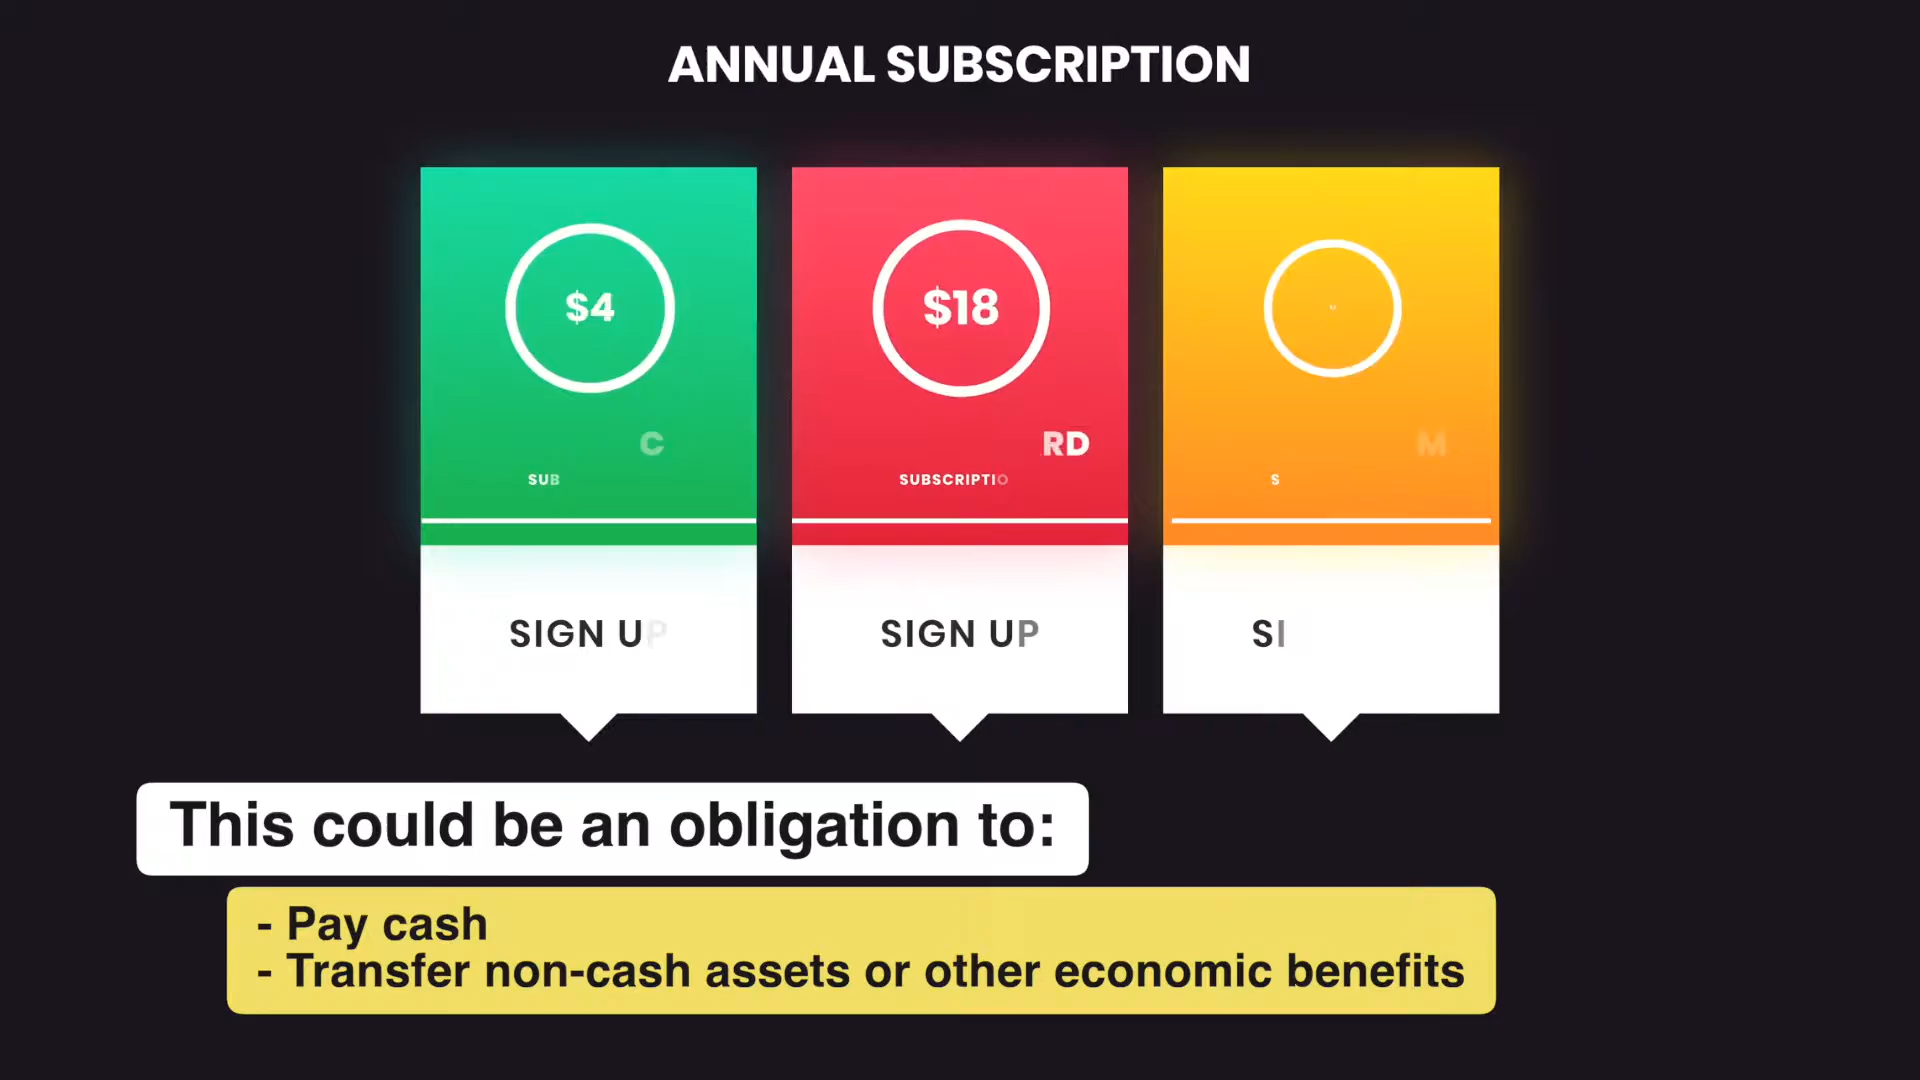 ANNUAL SUBSCRIPTION
$4
$18
C
RD
M
SUB
SUBSCRIPTIO
S
SIGN UP
SIGN UP
SI
This could be an obligation to:
- Pay cash
- Transfer non-cash assets or other economic benefits